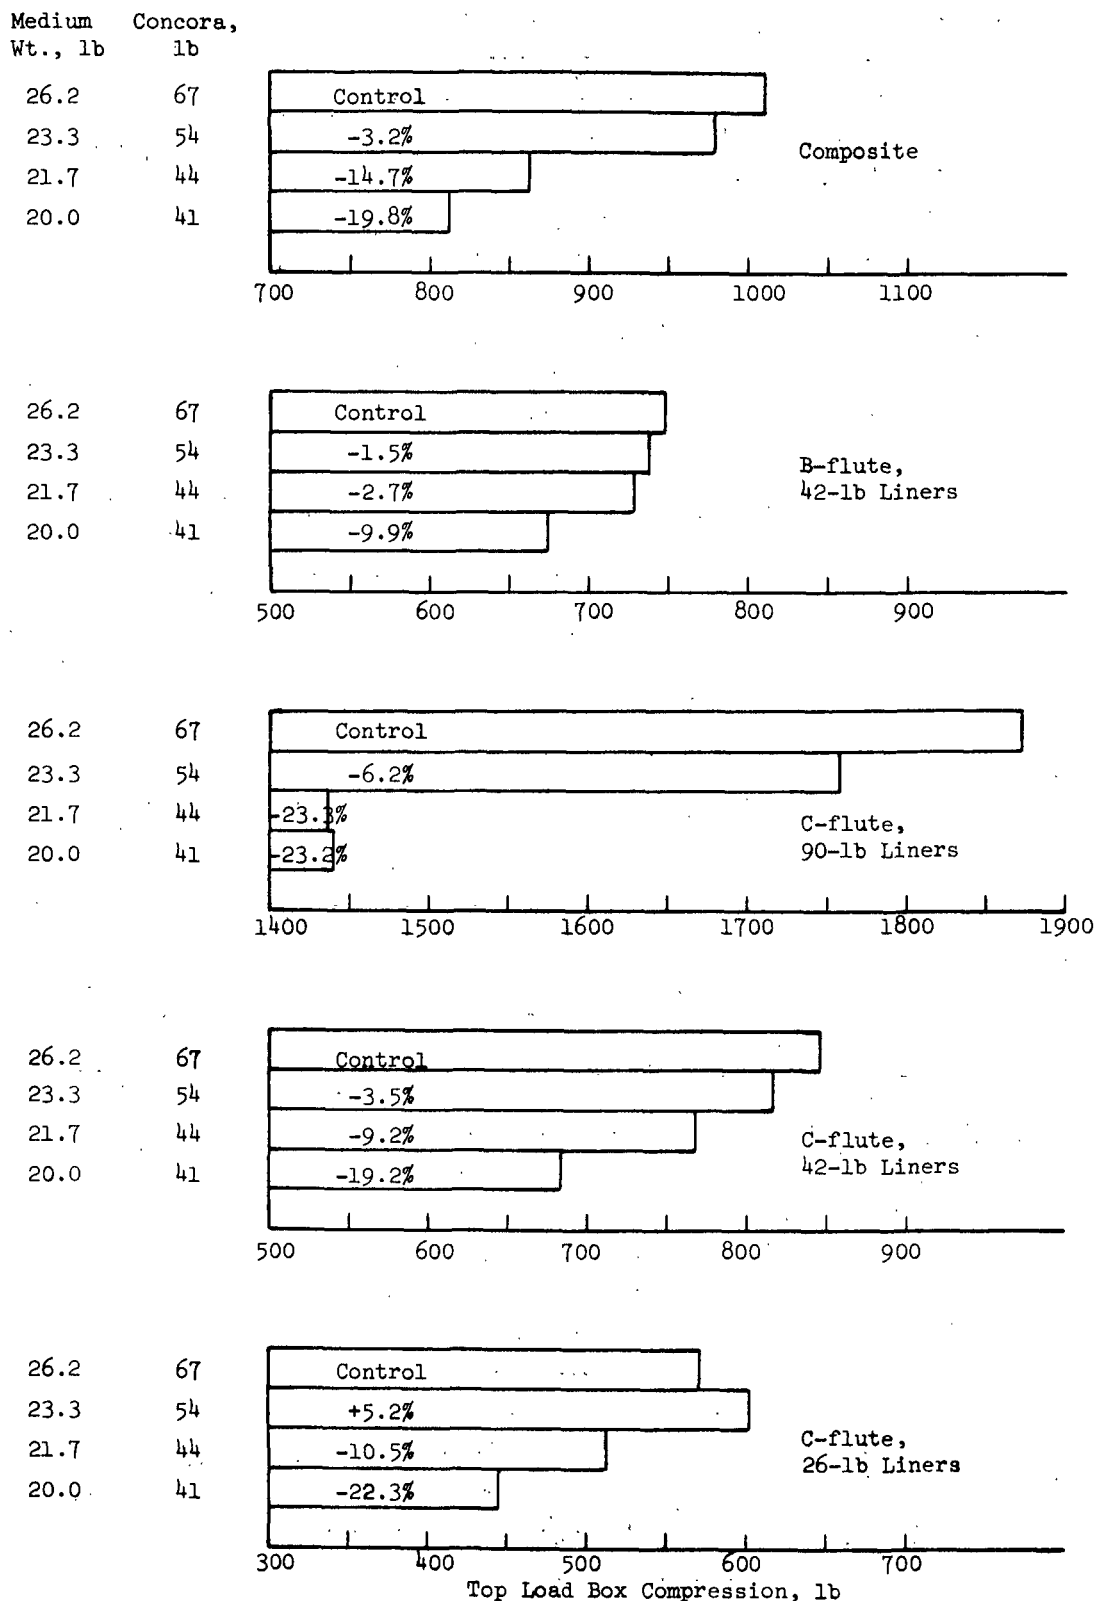 Medium Concora,
Wt., lb lb
26.2 67 Control
23.3 54 -3.2%
Composite
21.7 44 -14.7%
20.0 41 -19.8%
700 800 900 1000 1100
26.2 67 Control
23.3 54 -1.5%
B-flute,
21.7 44 -2.7% 42-lb Liners
20.0 41 -9.9%
500 600 700 800 900
26.2 67 Control
23.3 54 -6.2%
21.7 44 -23.3%
C-flute,
20.0 41 -23.2% 90-lb Liners
1400 1500 1600 1700 1800 1900
26.2 67 Control
23.3 54 -3.5%
21.7 44 -9.2% C-flute,
20.0 41 -19.2% 42-lb Liners
500 600 700 800 900
26.2 67 Control
23.3 54 +5.2%
21.7 44 -10.5% C-flute,
26-lb Liners
20.0 41 -22.3%
300 400 500 600 700
Top Load Box Compression, lb